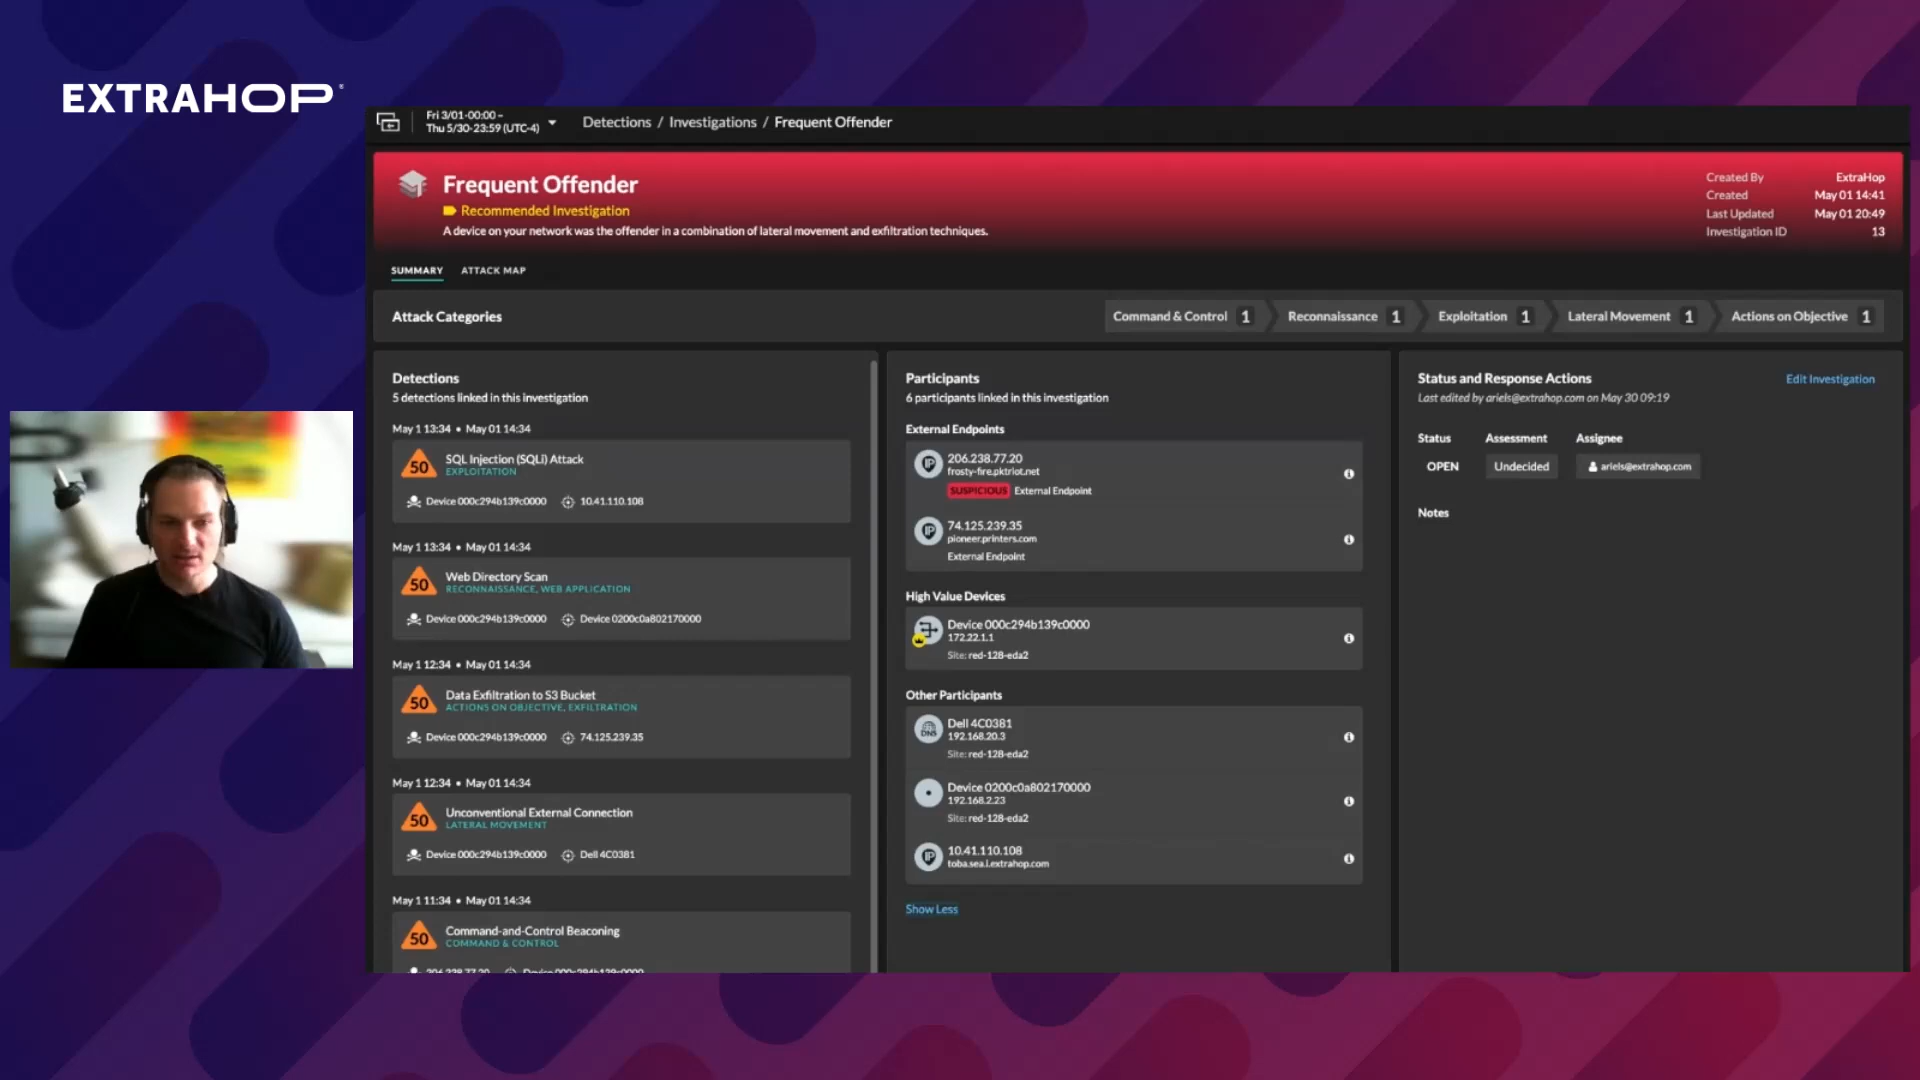 EXTRAHOP
Fri 3/01-00:00 –
Thu 5/30-23:59 (UTC-4)
Detections / Investigations / Frequent Offender
Frequent Offender
Recommended Investigation
A device on your network was the offender in a combination of lateral movement and exfiltration techniques.
Created By ExtraHop
Created May 01 14:41
Last Updated May 01 20:49
Investigation ID 13
SUMMARY ATTACK MAP
Attack Categories
Command & Control 1 Reconnaissance 1 Exploitation 1 Lateral Movement 1 Actions on Objective 1
Detections
5 detections linked in this investigation
May 1 13:34 • May 01 14:34
50 SQL Injection (SQLi) Attack
EXPLOITATION
Device 000c294b139c0000 10.41.110.108
May 1 13:34 • May 01 14:34
50 Web Directory Scan
RECONNAISSANCE, WEB APPLICATION
Device 000c294b139c0000 Device 0200c0a802170000
May 1 12:34 • May 01 14:34
50 Data Exfiltration to S3 Bucket
ACTIONS ON OBJECTIVE, EXFILTRATION
Device 000c294b139c0000 74.125.239.35
May 1 12:34 • May 01 14:34
50 Unconventional External Connection
LATERAL MOVEMENT
Device 000c294b139c0000 Dell 4C0381
May 1 11:34 • May 01 14:34
50 Command-and-Control Beaconing
COMMAND & CONTROL
206.238.77.20 Device 000c294b139c0000
Participants
6 participants linked in this investigation
External Endpoints
IP 206.238.77.20
frosty-fire.pktriot.net
SUSPICIOUS External Endpoint
IP 74.125.239.35
pioneer.printers.com
External Endpoint
High Value Devices
Device 000c294b139c0000
172.22.1.1
Site: red-128-eda2
Other Participants
DNS Dell 4C0381
192.168.20.3
Site: red-128-eda2
Device 0200c0a802170000
192.168.2.23
Site: red-128-eda2
IP 10.41.110.108
toba.sea.i.extrahop.com
Show Less
Status and Response Actions
Edit Investigation
Last edited by ariels@extrahop.com on May 30 09:19
Status Assessment Assignee
OPEN Undecided ariels@extrahop.com
Notes